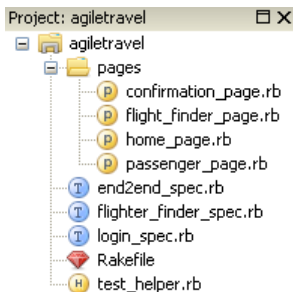 Project: agiletravel
agiletravel
pages
P confirmation_page.rb
P flight_finder_page.rb
P home_page.rb
P passenger_page.rb
T end2end_spec.rb
T flighter_finder_spec.rb
T login_spec.rb
Rakefile
H test_helper.rb